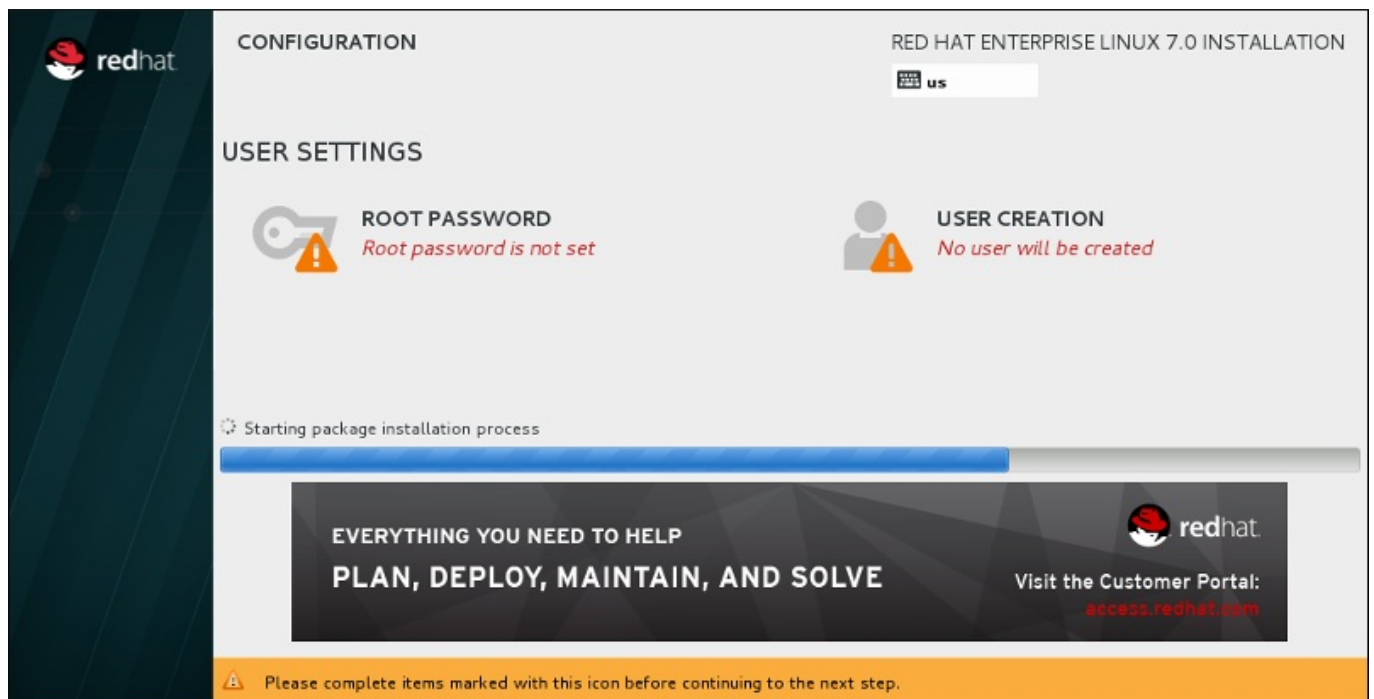 redhat.
CONFIGURATION
RED HAT ENTERPRISE LINUX 7.0 INSTALLATION
us
USER SETTINGS
ROOT PASSWORD
Root password is not set
USER CREATION
No user will be created
Starting package installation process
EVERYTHING YOU NEED TO HELP
PLAN, DEPLOY, MAINTAIN, AND SOLVE
redhat.
Visit the Customer Portal:
access.redhat.com
Please complete items marked with this icon before continuing to the next step.